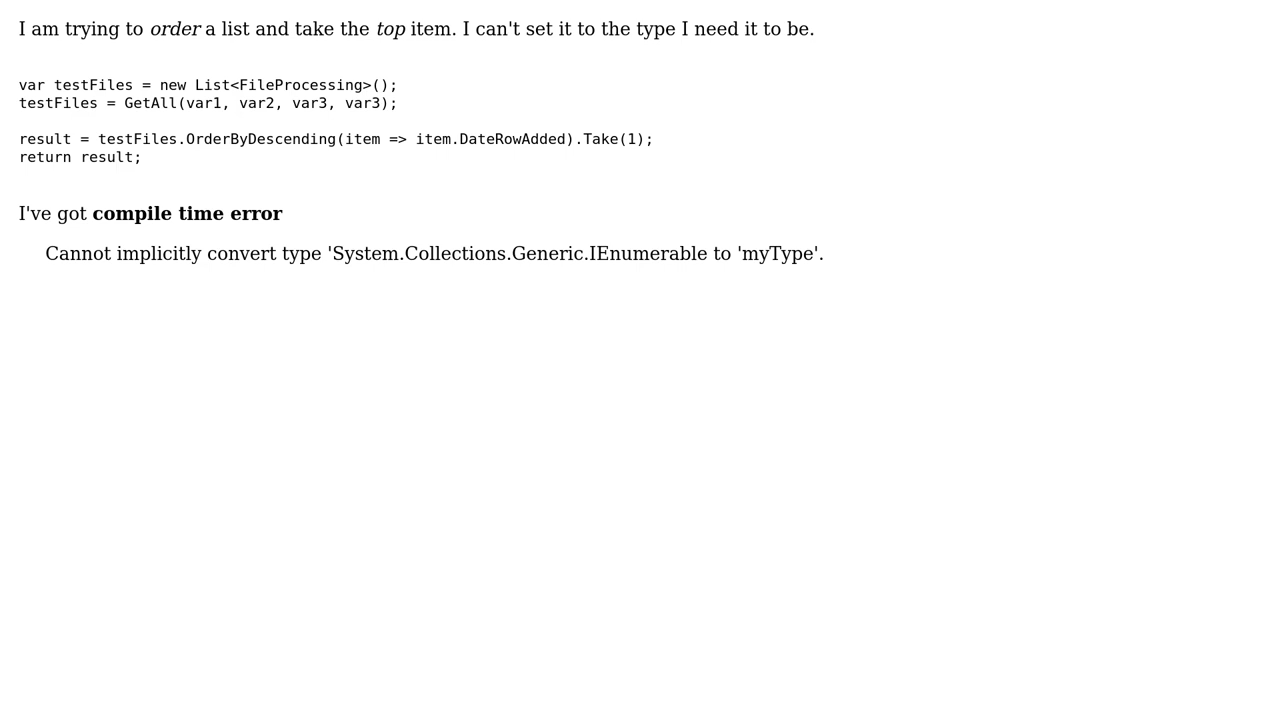 I am trying to order a list and take the top item. I can't set it to the type I need it to be.
var testFiles = new List<FileProcessing>();
testFiles = GetAll(var1, var2, var3, var3);
result = testFiles.OrderByDescending(item => item.DateRowAdded).Take(1);
return result;
I've got compile time error
Cannot implicitly convert type 'System.Collections.Generic.IEnumerable to 'myType'.